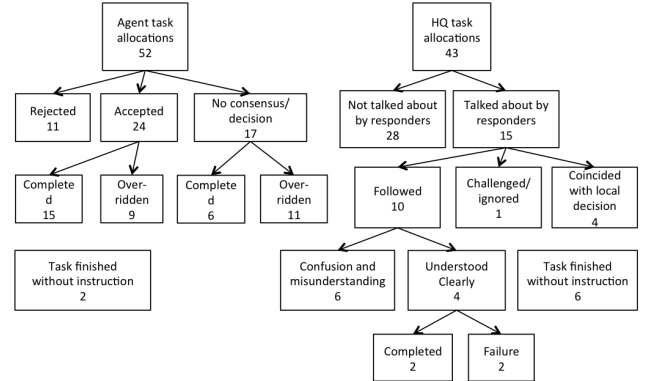 Agent task
allocations
52
HQ task
allocations
43
Rejected
11
Accepted
24
No consensus/
decision
17
Not talked about
by responders
28
Talked about by
responders
15
Complete
d
15
Over-
ridden
9
Complete
d
6
Over-
ridden
11
Followed
10
Challenged/
ignored
1
Coincided
with local
decision
4
Task finished
without instruction
2
Confusion and
misunderstanding
6
Understood
Clearly
4
Task finished
without instruction
6
Completed
2
Failure
2